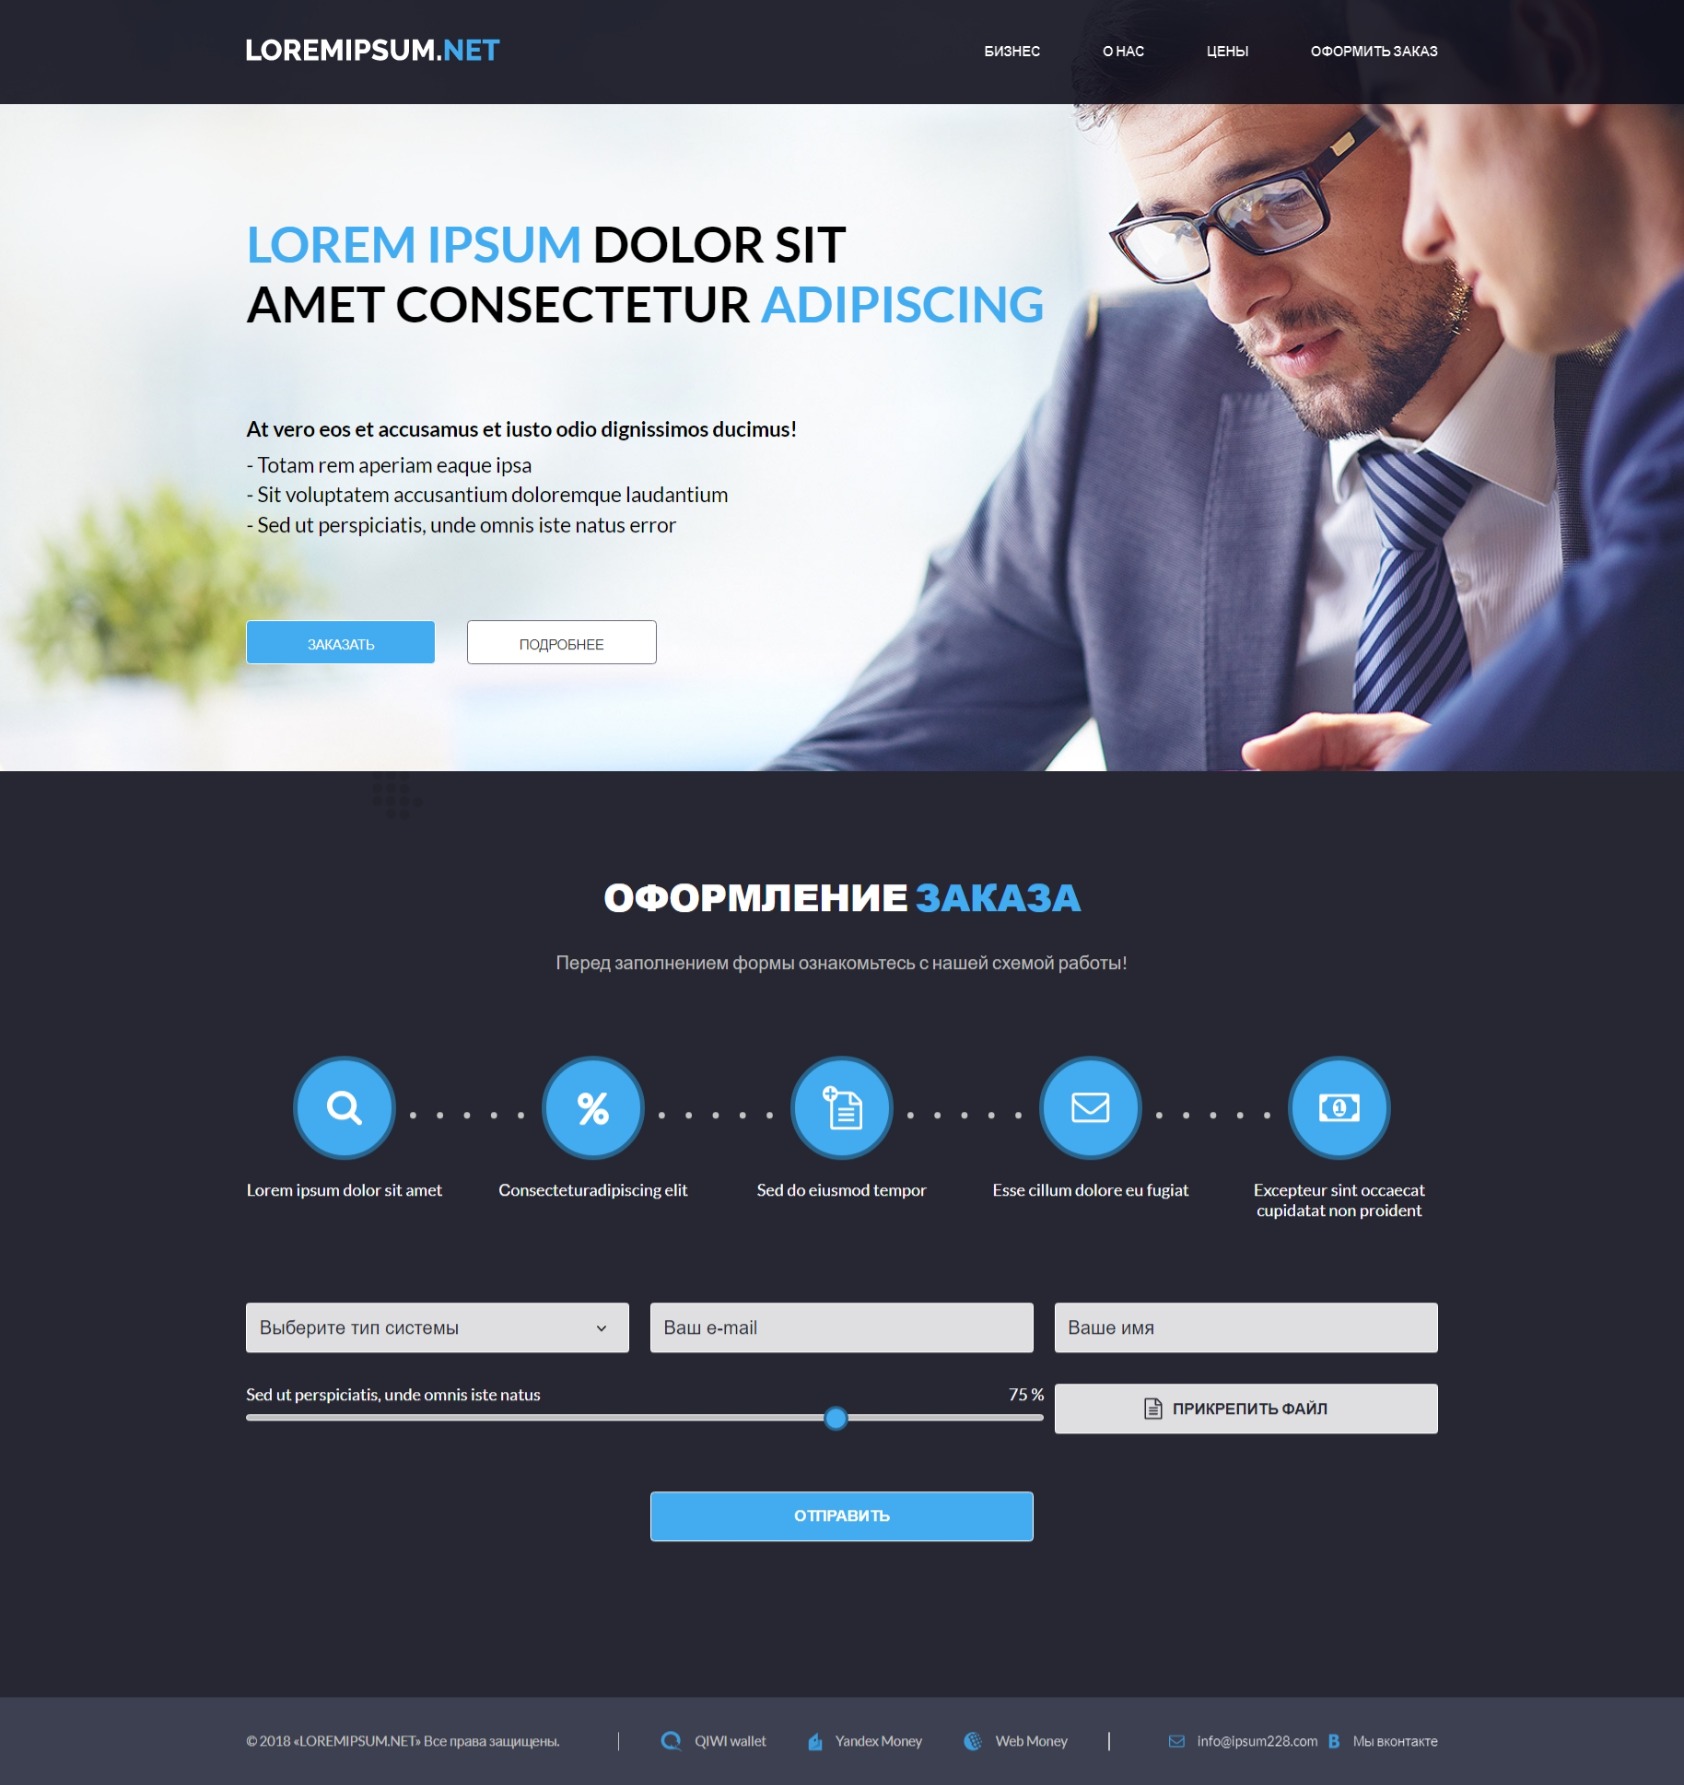 LOREMIPSUM.NET
БИЗНЕС
О НАС
ЦЕНЫ
ОФОРМИТЬ ЗАКАЗ
LOREM IPSUM DOLOR SIT
AMET CONSECTETUR ADIPISCING
At vero eos et accusamus et iusto odio dignissimos ducimus!
- Totam rem aperiam eaque ipsa
- Sit voluptatem accusantium doloremque laudantium
- Sed ut perspiciatis, unde omnis iste natus error
ЗАКАЗАТЬ
ПОДРОБНЕЕ
ОФОРМЛЕНИЕ ЗАКАЗА
Перед заполнением формы ознакомьтесь с нашей схемой работы!
Lorem ipsum dolor sit amet
Consecteturadipiscing elit
Sed do eiusmod tempor
Esse cillum dolore eu fugiat
Excepteur sint occaecat
cupidatat non proident
Выберите тип системы
Ваш e-mail
Ваше имя
Sed ut perspiciatis, unde omnis iste natus
75 %
ПРИКРЕПИТЬ ФАЙЛ
ОТПРАВИТЬ
© 2018 «LOREMIPSUM.NET» Все права защищены.
QIWI wallet
Yandex Money
Web Money
info@ipsum228.com
Мы вконтакте